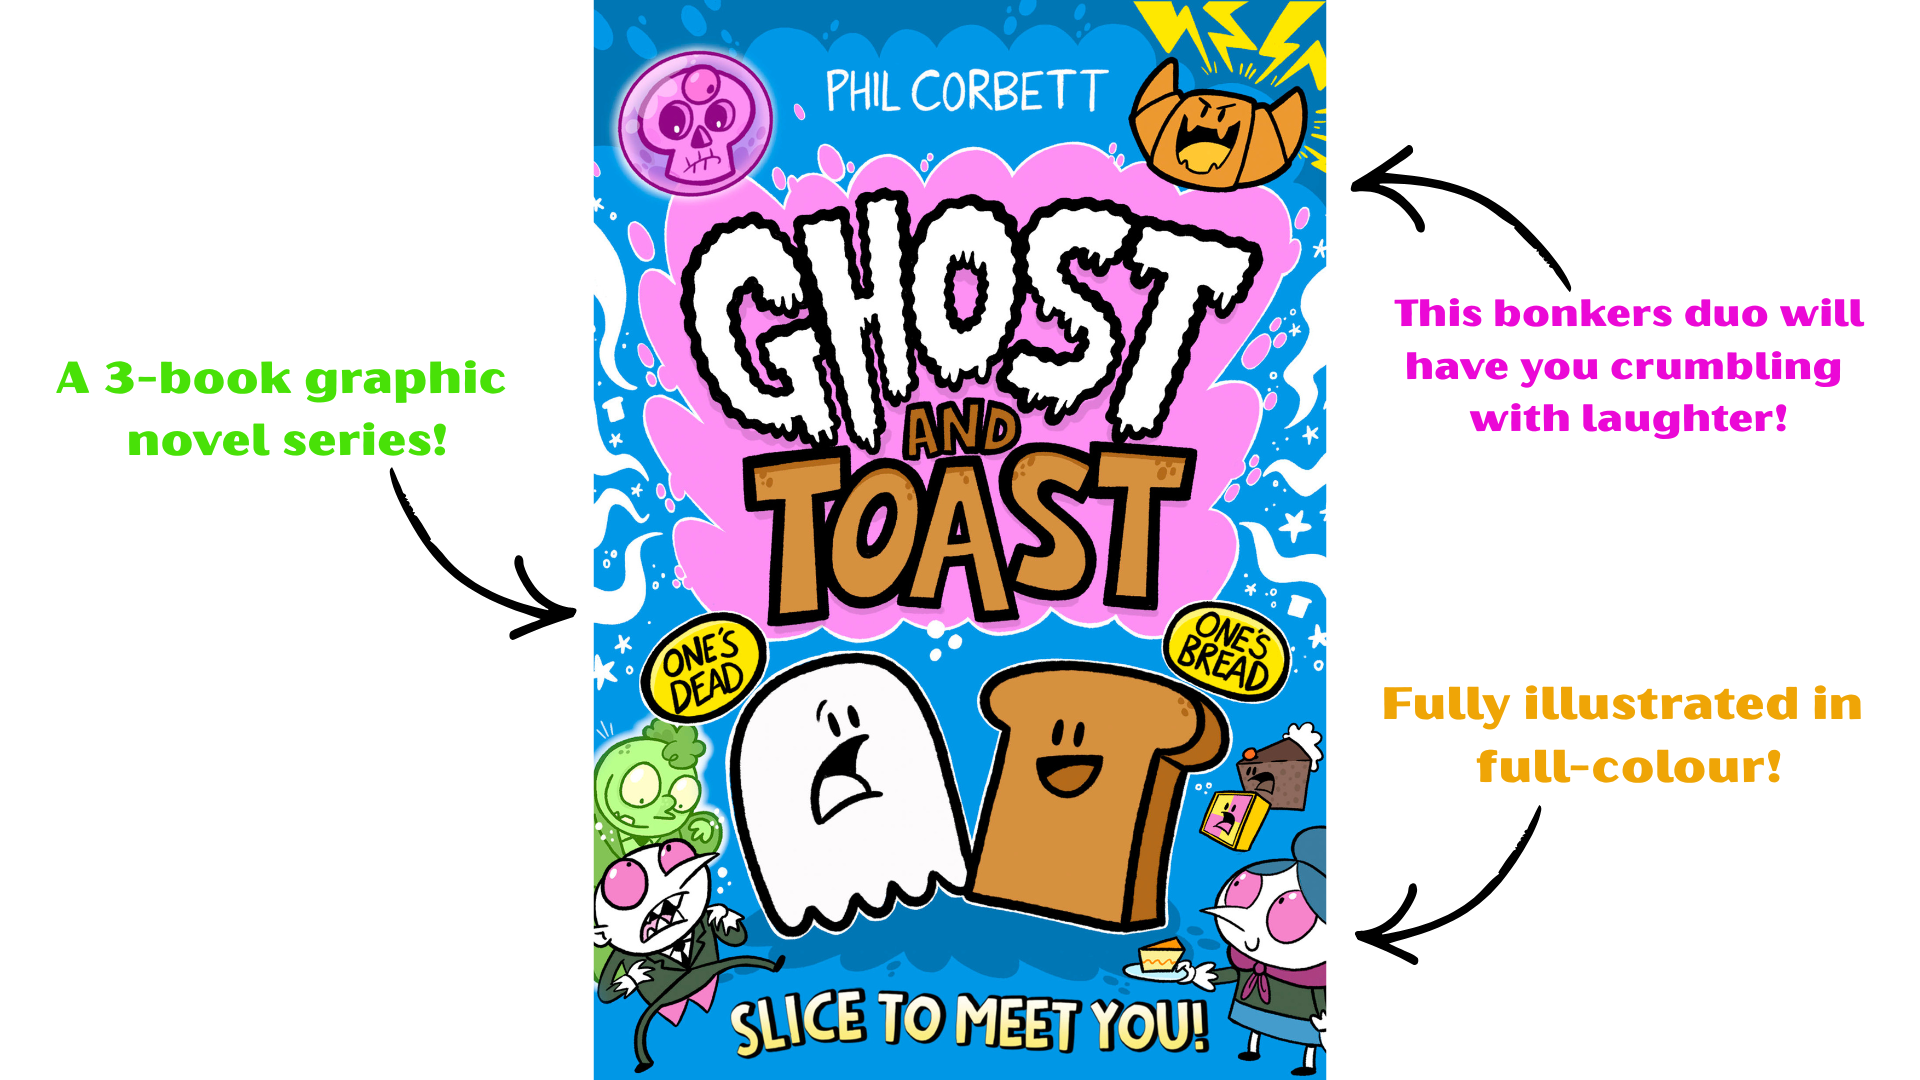 PHIL CORBETT
GHOST
AND
TOAST
ONE'S
DEAD
ONE'S
BREAD
SLICE TO MEET YOU!
A 3-book graphic
novel series!
This bonkers duo will
have you crumbling
with laughter!
Fully illustrated in
full-colour!